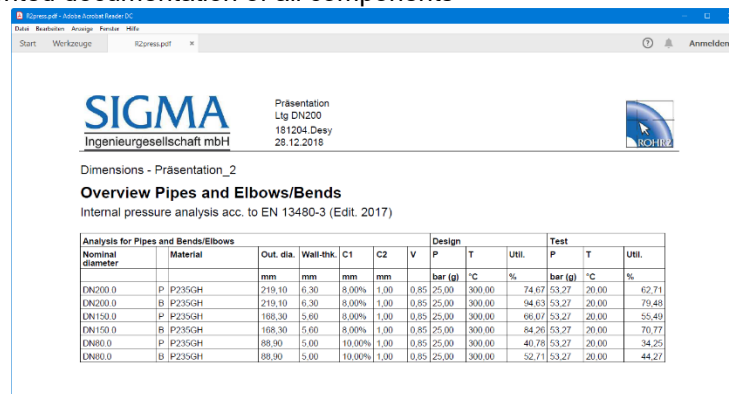 R2press.pdf - Adobe Acrobat Reader DC
Datei Bearbeiten Anzeige Fenster Hilfe
Start Werkzeuge R2press.pdf × ? Anmelden
SIGMA
Ingenieurgesellschaft mbH
Präsentation
Ltg DN200
181204.Desy
28.12.2018
ROHR2
Dimensions - Präsentation_2
Overview Pipes and Elbows/Bends
Internal pressure analysis acc. to EN 13480-3 (Edit. 2017)
Analysis for Pipes and Bends/Elbows Design Test
Nominal diameter Material Out. dia. Wall-thk. C1 C2 V P T Util. P T Util.
mm mm mm mm bar (g) °C % bar (g) °C %
DN200.0 P P235GH 219,10 6,30 8,00% 1,00 0,85 25,00 300,00 74,67 53,27 20,00 62,71
DN200.0 B P235GH 219,10 6,30 8,00% 1,00 0,85 25,00 300,00 94,63 53,27 20,00 79,48
DN150.0 P P235GH 168,30 5,60 8,00% 1,00 0,85 25,00 300,00 66,07 53,27 20,00 55,49
DN150.0 B P235GH 168,30 5,60 8,00% 1,00 0,85 25,00 300,00 84,26 53,27 20,00 70,77
DN80.0 P P235GH 88,90 5,00 10,00% 1,00 0,85 25,00 300,00 40,78 53,27 20,00 34,25
DN80.0 B P235GH 88,90 5,00 10,00% 1,00 0,85 25,00 300,00 52,71 53,27 20,00 44,27